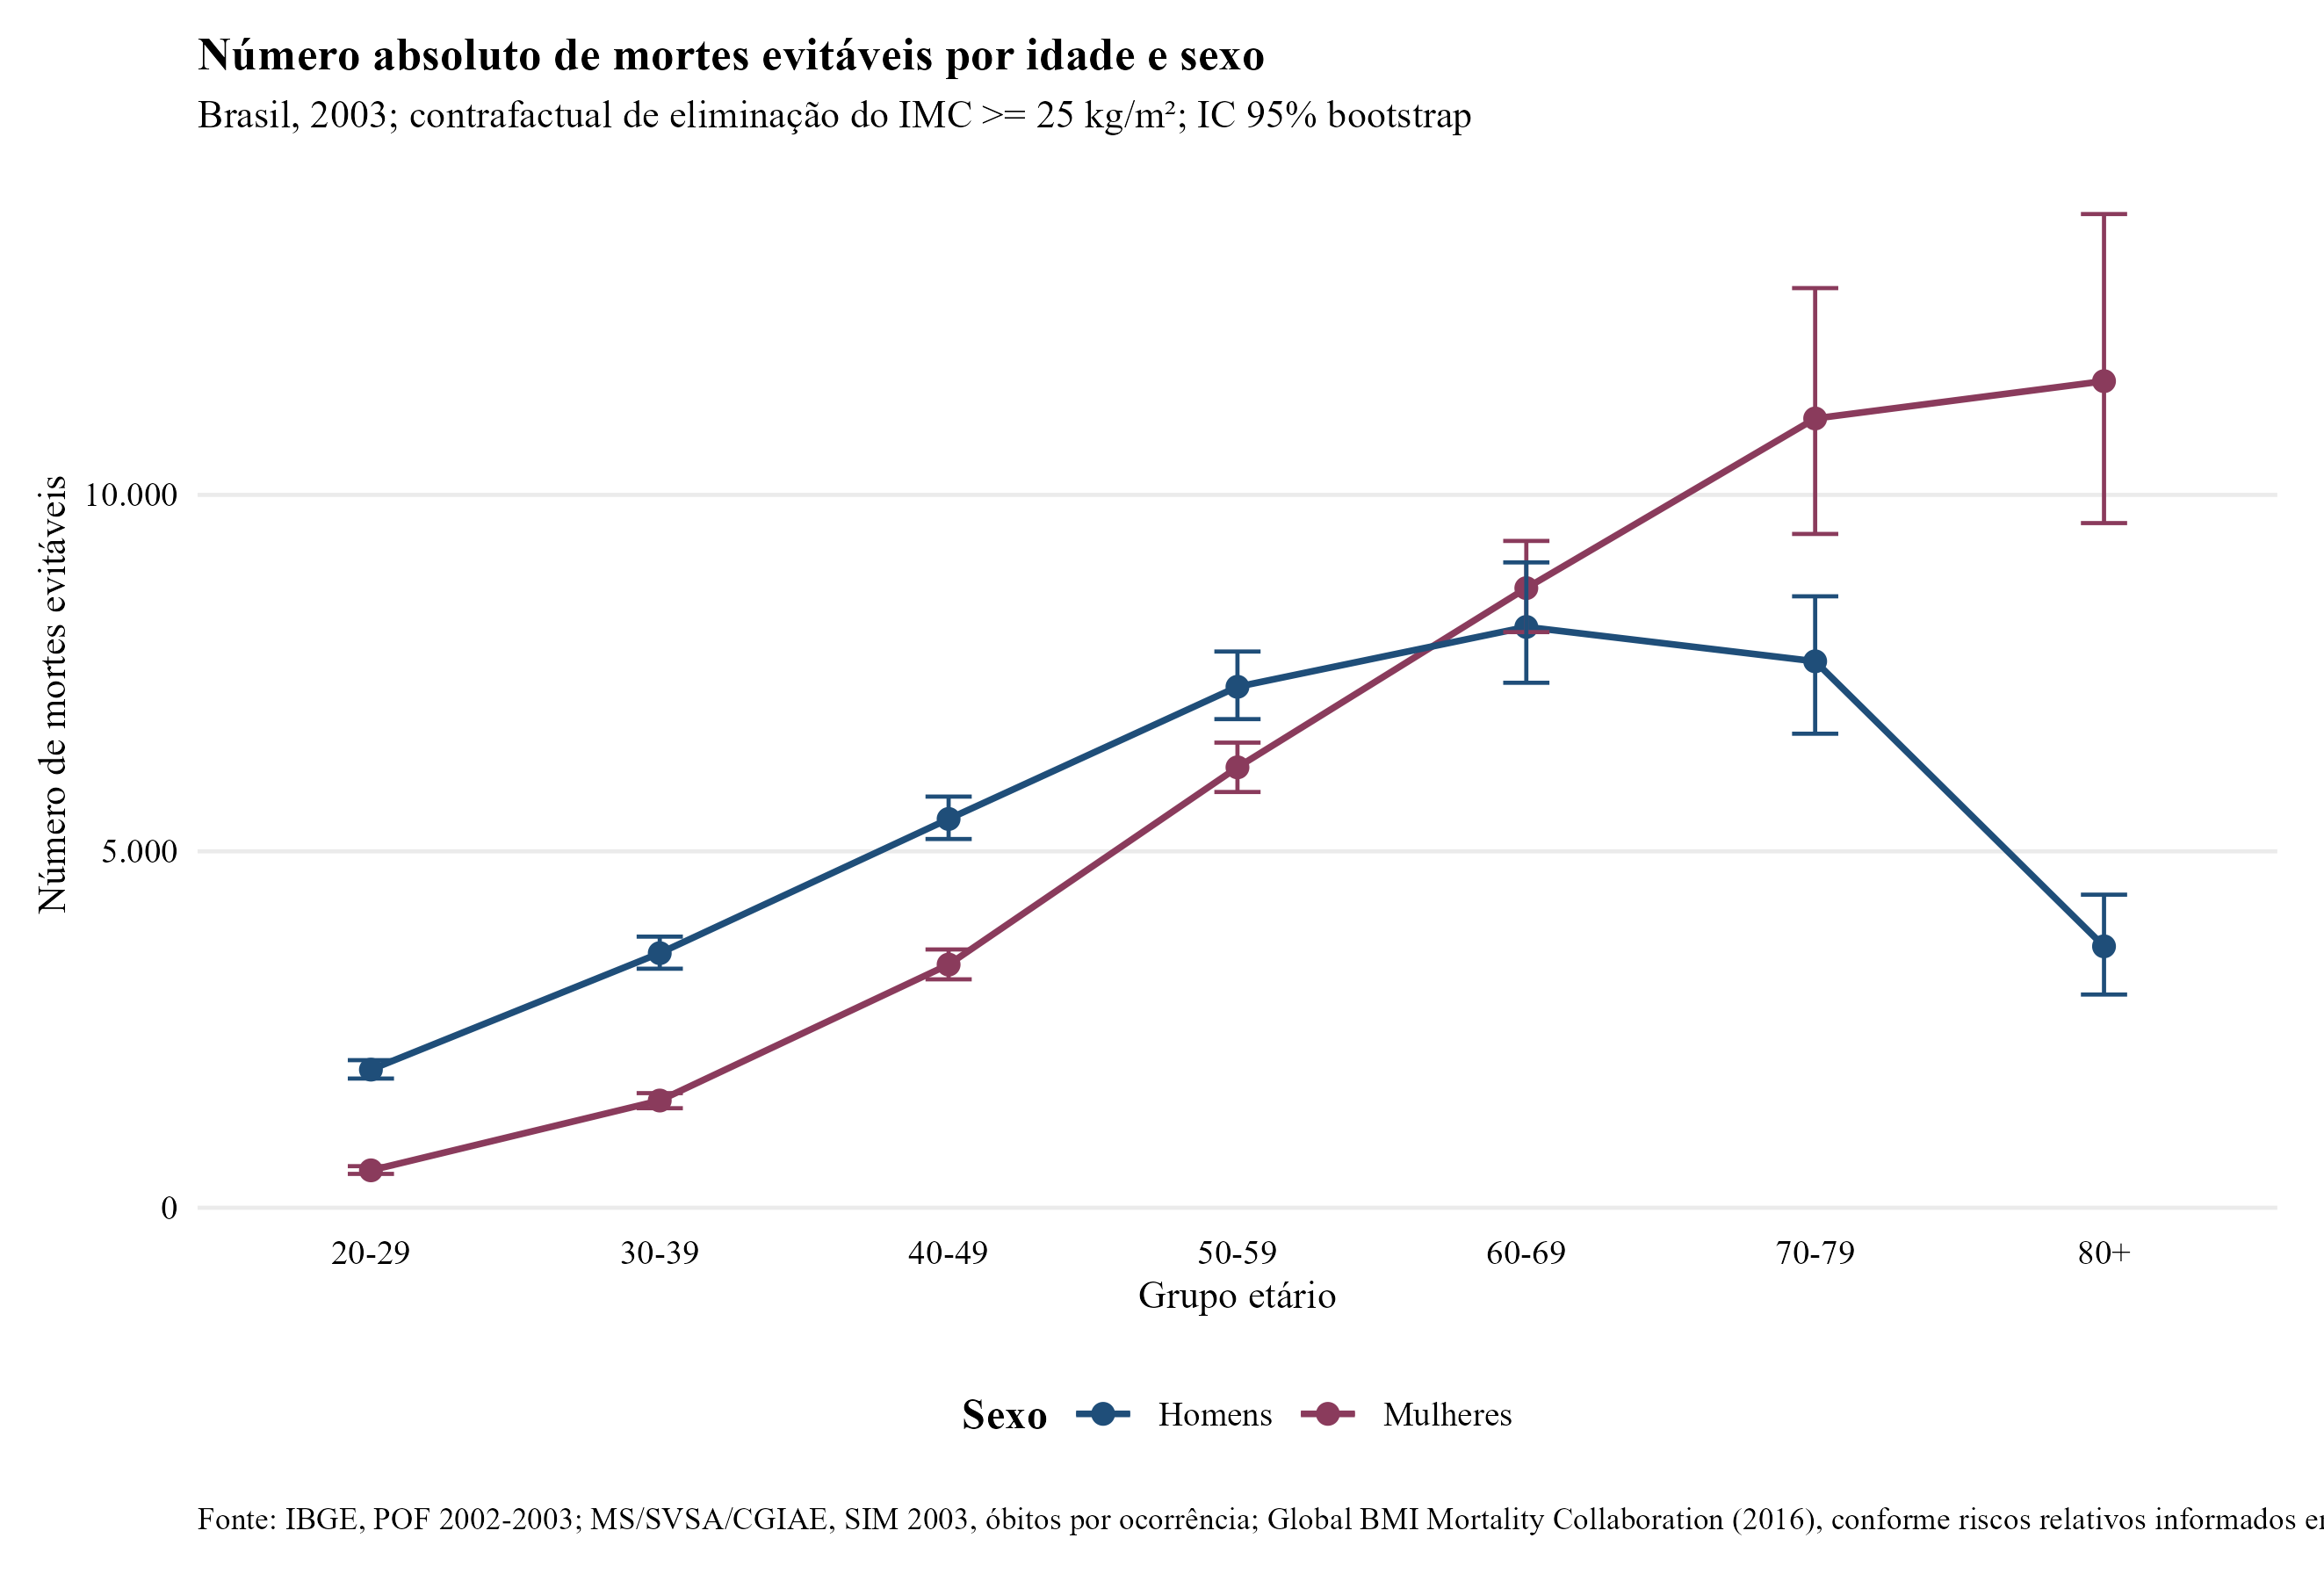 Número absoluto de mortes evitáveis por idade e sexo
Brasil, 2003; contrafactual de eliminação do IMC >= 25 kg/m²; IC 95% bootstrap
Número de mortes evitáveis
10.000
5.000
0
20-29 30-39 40-49 50-59 60-69 70-79 80+
Grupo etário
Sexo Homens Mulheres
Fonte: IBGE, POF 2002-2003; MS/SVSA/CGIAE, SIM 2003, óbitos por ocorrência; Global BMI Mortality Collaboration (2016), conforme riscos relativos informados